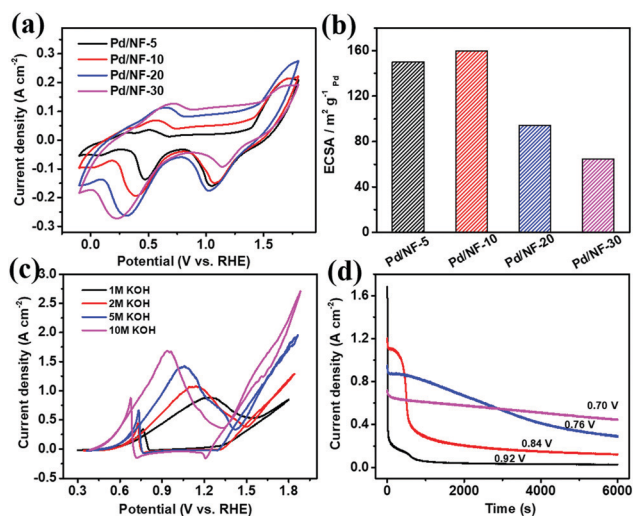 (a)
Pd/NF-5
Pd/NF-10
Pd/NF-20
Pd/NF-30
0.4
0.3
0.2
0.1
0.0
-0.1
-0.2
-0.3
Current density (A cm⁻²)
0.0 0.5 1.0 1.5
Potential (V vs. RHE)
(b)
160
120
80
40
0
ECSA / m² g⁻¹ Pd
Pd/NF-5 Pd/NF-10 Pd/NF-20 Pd/NF-30
(c)
1M KOH
2M KOH
5M KOH
10M KOH
3.0
2.5
2.0
1.5
1.0
0.5
0.0
-0.5
Current density (A cm⁻²)
0.3 0.6 0.9 1.2 1.5 1.8
Potential (V vs. RHE)
(d)
1.6
1.2
0.8
0.4
0.0
Current density (A cm⁻²)
0.70 V
0.76 V
0.84 V
0.92 V
0 2000 4000 6000
Time (s)